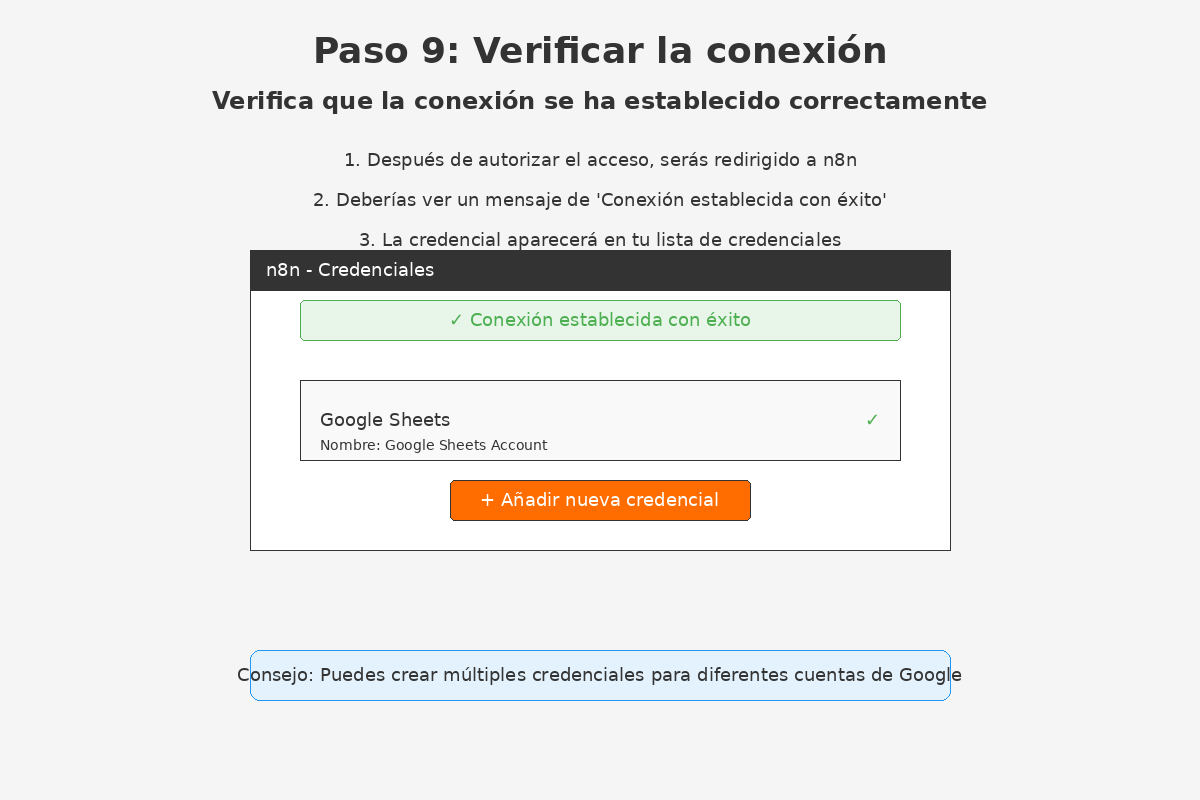 Paso 9: Verificar la conexión
Verifica que la conexión se ha establecido correctamente
1. Después de autorizar el acceso, serás redirigido a n8n
2. Deberías ver un mensaje de 'Conexión establecida con éxito'
3. La credencial aparecerá en tu lista de credenciales
n8n - Credenciales
✓ Conexión establecida con éxito
Google Sheets ✓
Nombre: Google Sheets Account
+ Añadir nueva credencial
Consejo: Puedes crear múltiples credenciales para diferentes cuentas de Google